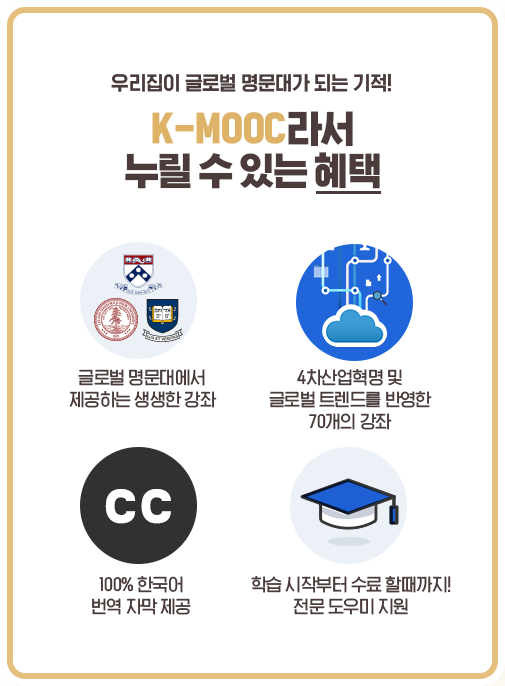 우리집이 글로벌 명문대가 되는 기적!
K-MOOC라서
누릴 수 있는 혜택
글로벌 명문대에서
제공하는 생생한 강좌
4차산업혁명 및
글로벌 트렌드를 반영한
70개의 강좌
CC
100% 한국어
번역 자막 제공
학습 시작부터 수료 할때까지!
전문 도우미 지원